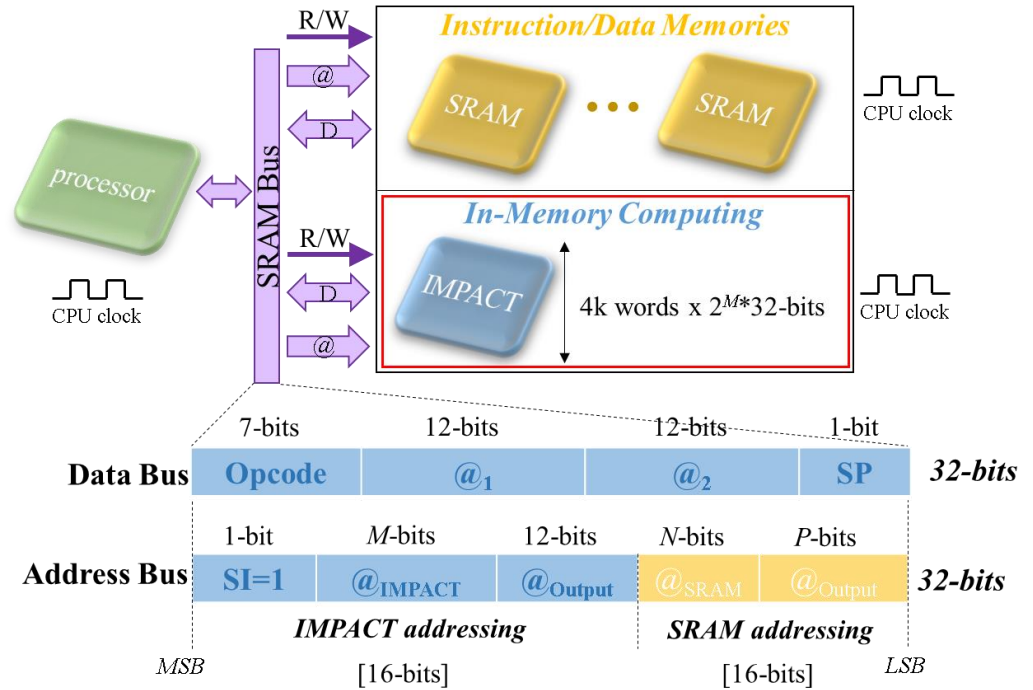 R/W
Instruction/Data Memories
@
SRAM
SRAM
D
CPU clock
processor
SRAM Bus
In-Memory Computing
R/W
IMPACT
D
4k words x 2^M*32-bits
@
CPU clock
CPU clock
7-bits 12-bits 12-bits 1-bit
Data Bus Opcode @1 @2 SP 32-bits
1-bit M-bits 12-bits N-bits P-bits
Address Bus SI=1 @IMPACT @Output @SRAM @Output 32-bits
IMPACT addressing SRAM addressing
MSB [16-bits] [16-bits] LSB